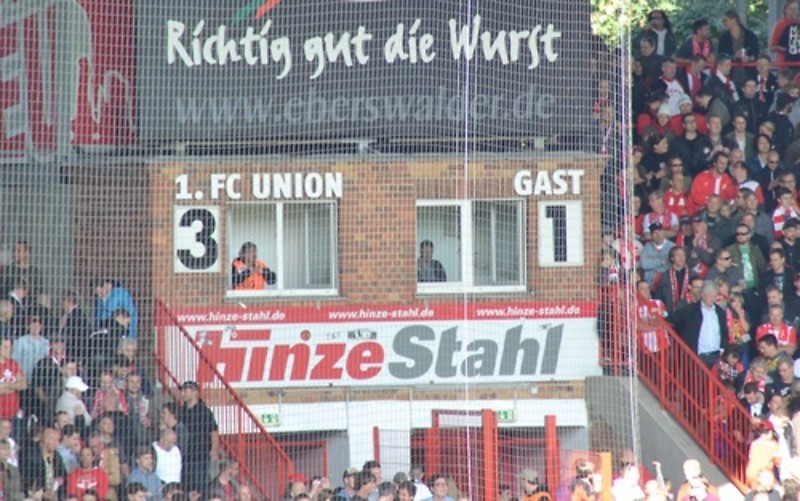 Richtig gut die Wurst
www.eberswalder.de
1. FC UNION GAST
3 1
www.hinze-stahl.de www.hinze-stahl.de www.hinze-stahl.de
Hinze Stahl